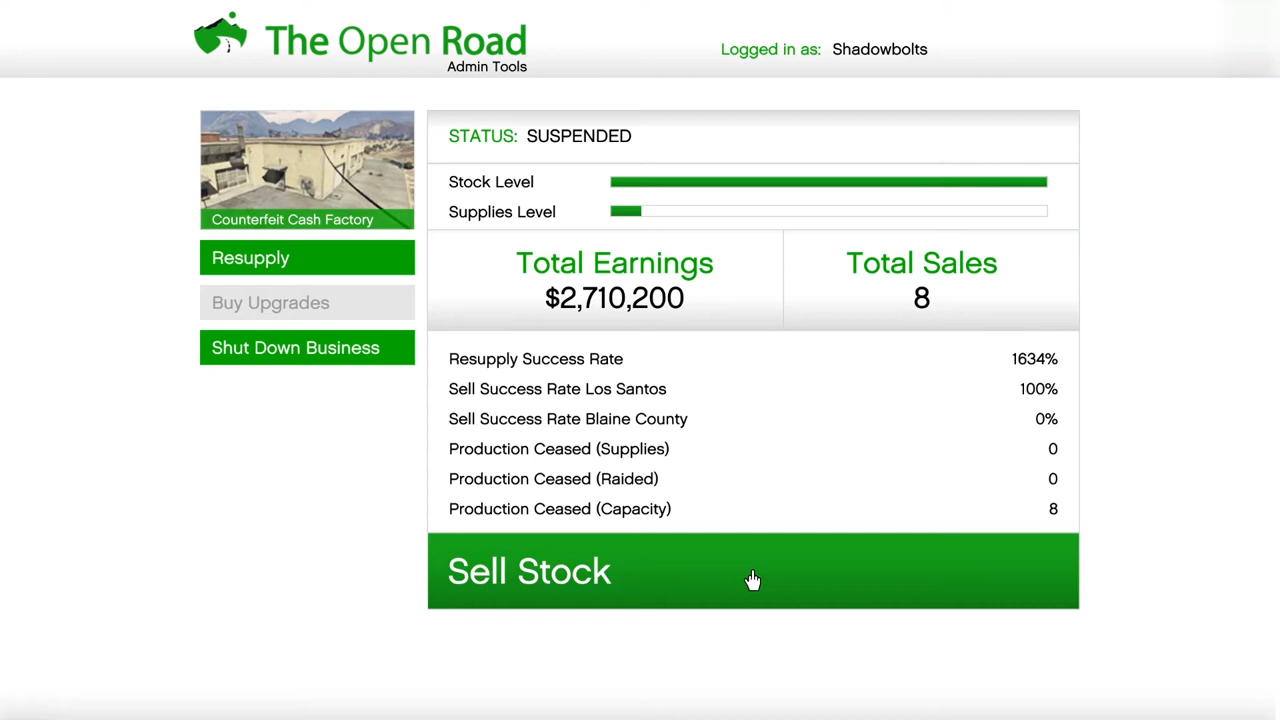 The Open Road
Admin Tools
Logged in as: Shadowbolts
Counterfeit Cash Factory
Resupply
Buy Upgrades
Shut Down Business
STATUS: SUSPENDED
Stock Level
Supplies Level
Total Earnings
$2,710,200
Total Sales
8
Resupply Success Rate 1634%
Sell Success Rate Los Santos 100%
Sell Success Rate Blaine County 0%
Production Ceased (Supplies) 0
Production Ceased (Raided) 0
Production Ceased (Capacity) 8
Sell Stock